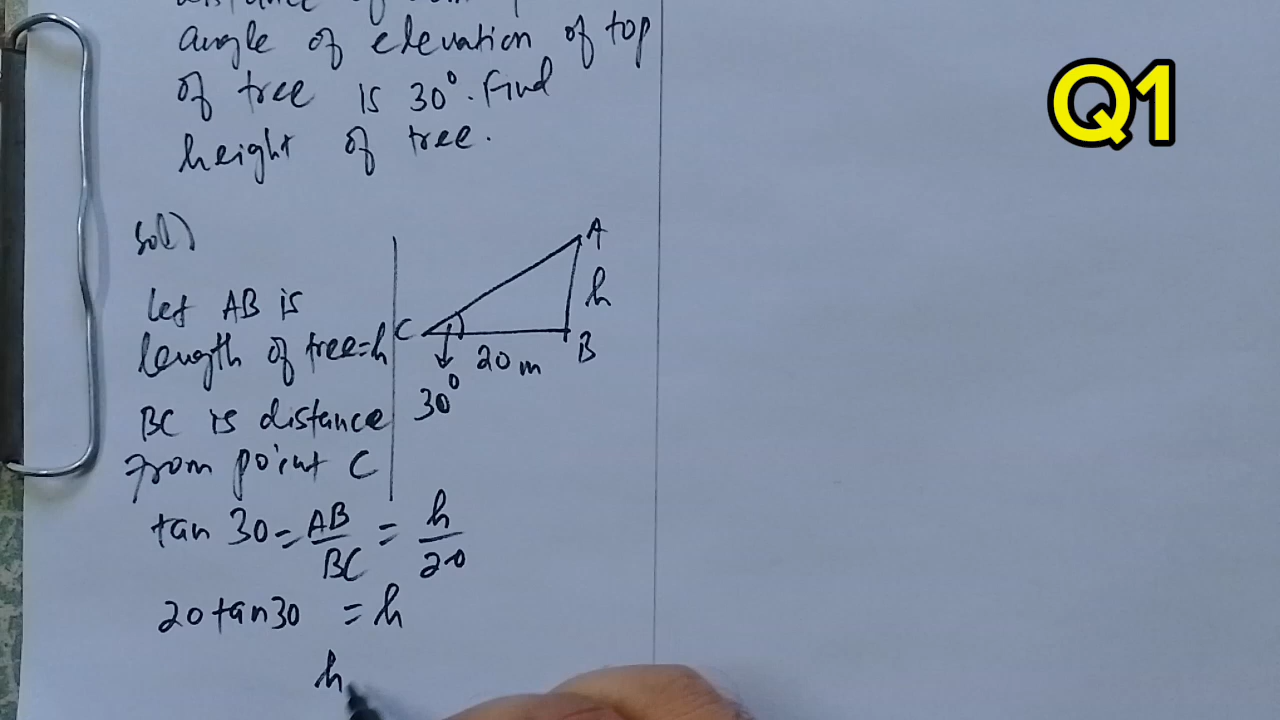 angle of elevation of top
of tree is 30°. Find
height of tree.
Q1
Sol)
Let AB is
length of tree=h
BC is distance
from point C
A
h
C
B
20 m
30°
tan 30 = AB/BC = h/20
20 tan 30 = h
h